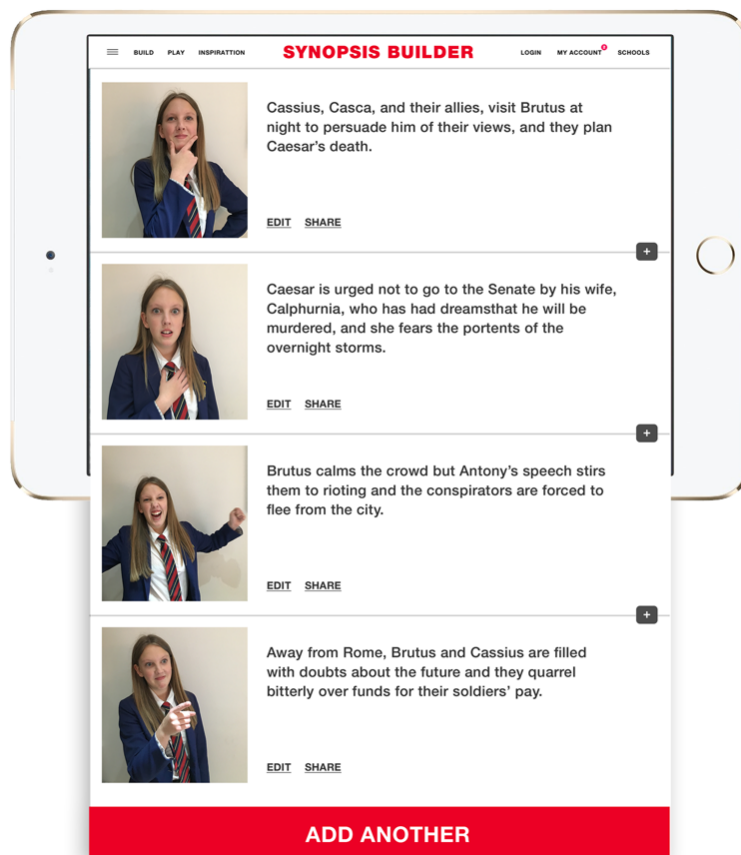 BUILD PLAY INSPIRATTION SYNOPSIS BUILDER LOGIN MY ACCOUNT SCHOOLS
Cassius, Casca, and their allies, visit Brutus at
night to persuade him of their views, and they plan
Caesar's death.
EDIT SHARE
+
Caesar is urged not to go to the Senate by his wife,
Calphurnia, who has had dreamsthat he will be
murdered, and she fears the portents of the
overnight storms.
EDIT SHARE
+
Brutus calms the crowd but Antony's speech stirs
them to rioting and the conspirators are forced to
flee from the city.
EDIT SHARE
+
Away from Rome, Brutus and Cassius are filled
with doubts about the future and they quarrel
bitterly over funds for their soldiers' pay.
EDIT SHARE
ADD ANOTHER